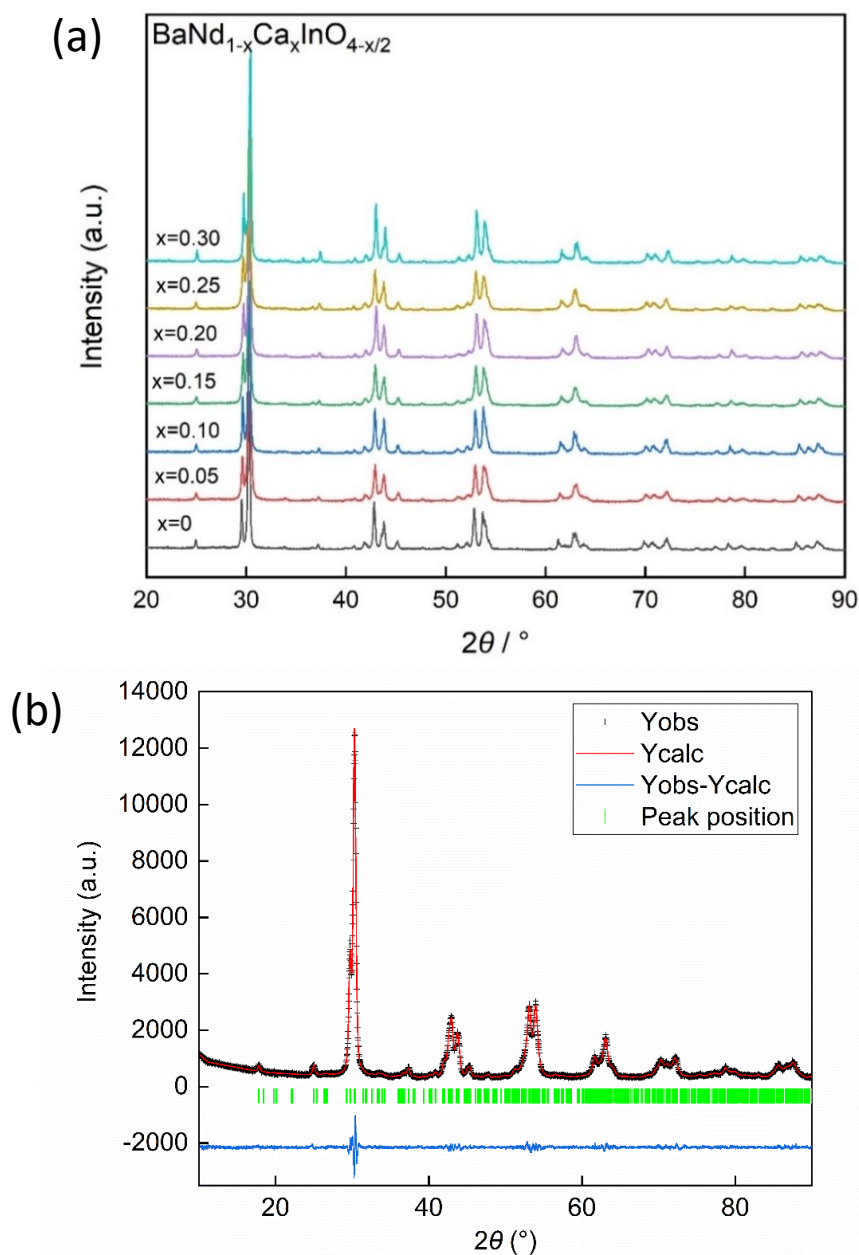 (a)
BaNd₁₋ₓCaₓInO₄₋ₓ/₂
Intensity (a.u.)
x=0.30
x=0.25
x=0.20
x=0.15
x=0.10
x=0.05
x=0
20 30 40 50 60 70 80 90
2θ / °
(b)
14000
12000
10000
8000
6000
4000
2000
0
-2000
Intensity (a.u.)
Yobs
Ycalc
Yobs-Ycalc
Peak position
20 40 60 80
2θ (°)